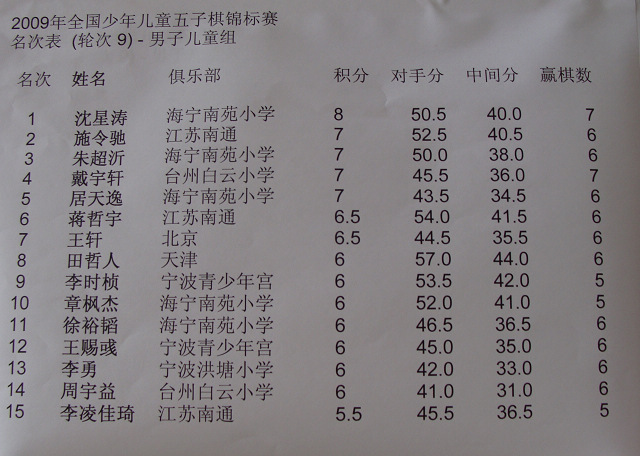 2009年全国少年儿童五子棋锦标赛
名次表 (轮次 9) - 男子儿童组
名次 姓名 俱乐部 积分 对手分 中间分 赢棋数
1 沈星涛 海宁南苑小学 8 50.5 40.0 7
2 施令驰 江苏南通 7 52.5 40.5 6
3 朱超沂 海宁南苑小学 7 50.0 38.0 6
4 戴宇轩 台州白云小学 7 45.5 36.0 7
5 居天逸 海宁南苑小学 7 43.5 34.5 6
6 蒋哲宇 江苏南通 6.5 54.0 41.5 6
7 王轩 北京 6.5 44.5 35.5 6
8 田哲人 天津 6 57.0 44.0 6
9 李时桢 宁波青少年宫 6 53.5 42.0 5
10 章枫杰 海宁南苑小学 6 52.0 41.0 5
11 徐裕韬 海宁南苑小学 6 46.5 36.5 6
12 王赐彧 宁波青少年宫 6 45.0 35.0 6
13 李勇 宁波洪塘小学 6 42.0 33.0 6
14 周宇益 台州白云小学 6 41.0 31.0 6
15 李凌佳琦 江苏南通 5.5 45.5 36.5 5